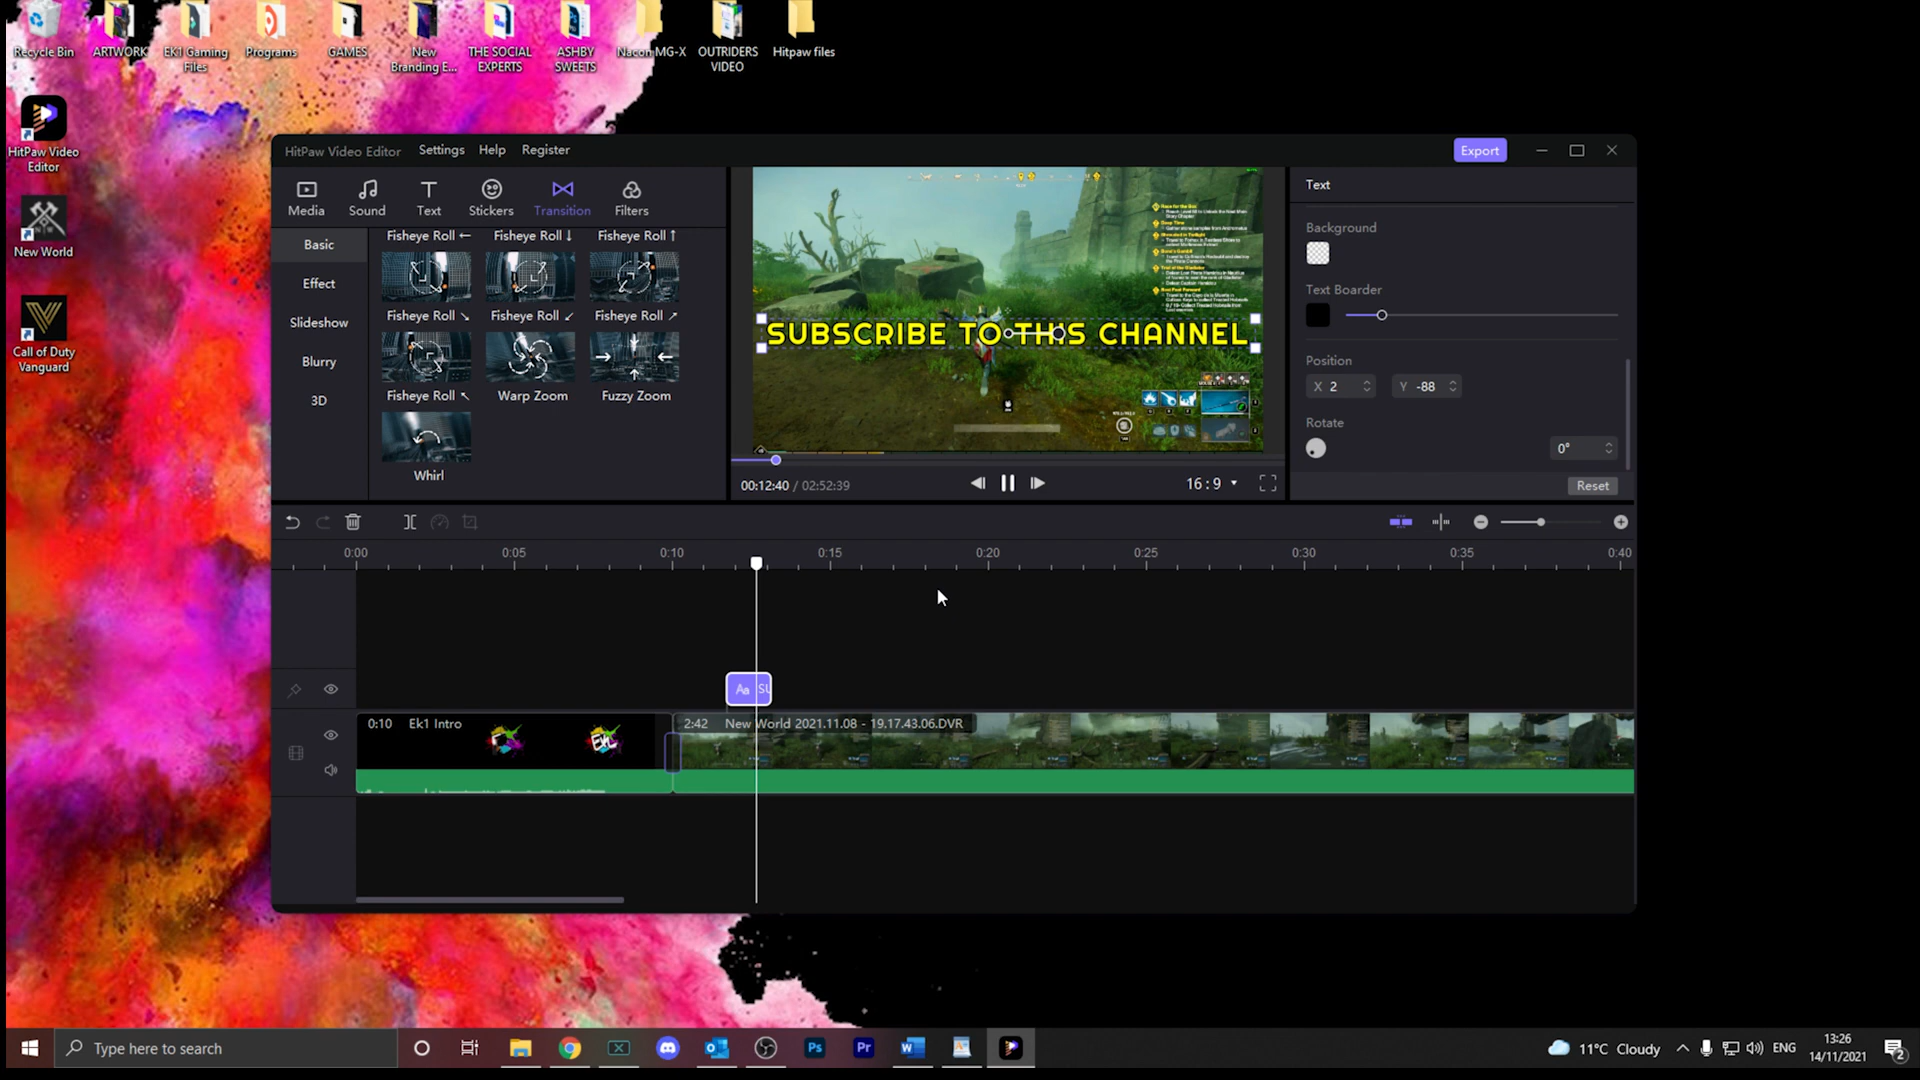 Recycle Bin
ARTWORK
EK1 Gaming
Files
Programs
GAMES
New
Branding E...
THE SOCIAL
EXPERTS
ASHBY
SWEETS
Nacon MG-X
OUTRIDERS
VIDEO
Hitpaw files
HitPaw Video
Editor
New World
Call of Duty
Vanguard
HitPaw Video Editor
Settings
Help
Register
Export
Media
Sound
Text
Stickers
Transition
Filters
Basic
Effect
Slideshow
Blurry
3D
Fisheye Roll ←
Fisheye Roll ↓
Fisheye Roll ↑
Fisheye Roll ↘
Fisheye Roll ↙
Fisheye Roll ↗
Fisheye Roll ↖
Warp Zoom
Fuzzy Zoom
Whirl
SUBSCRIBE TO THIS CHANNEL
00:12:40 / 02:52:39
16 : 9
Text
Background
Text Boarder
Position
X 2
Y -88
Rotate
0°
Reset
0:00
0:05
0:10
0:15
0:20
0:25
0:30
0:35
0:40
Aa SU
0:10 Ek1 Intro
2:42 New World 2021.11.08 - 19.17.43.06.DVR
Type here to search
Ps
Pr
11°C Cloudy
ENG
13:26
14/11/2021
2